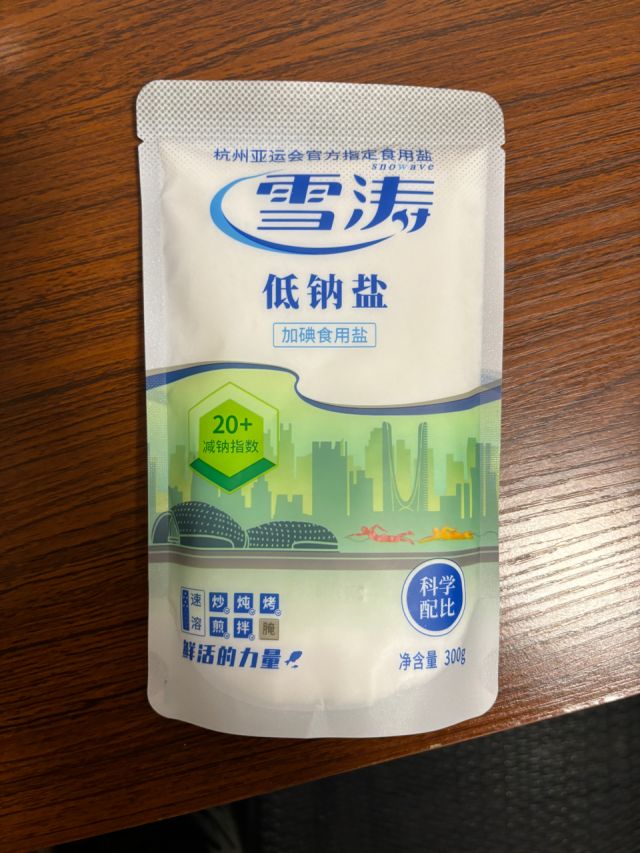 杭州亚运会官方指定食用盐
snowave
雪涛
低钠盐
加碘食用盐
20+
减钠指数
速溶
炒 炖 烤
煎 拌 腌
科学
配比
鲜活的力量
净含量 300g